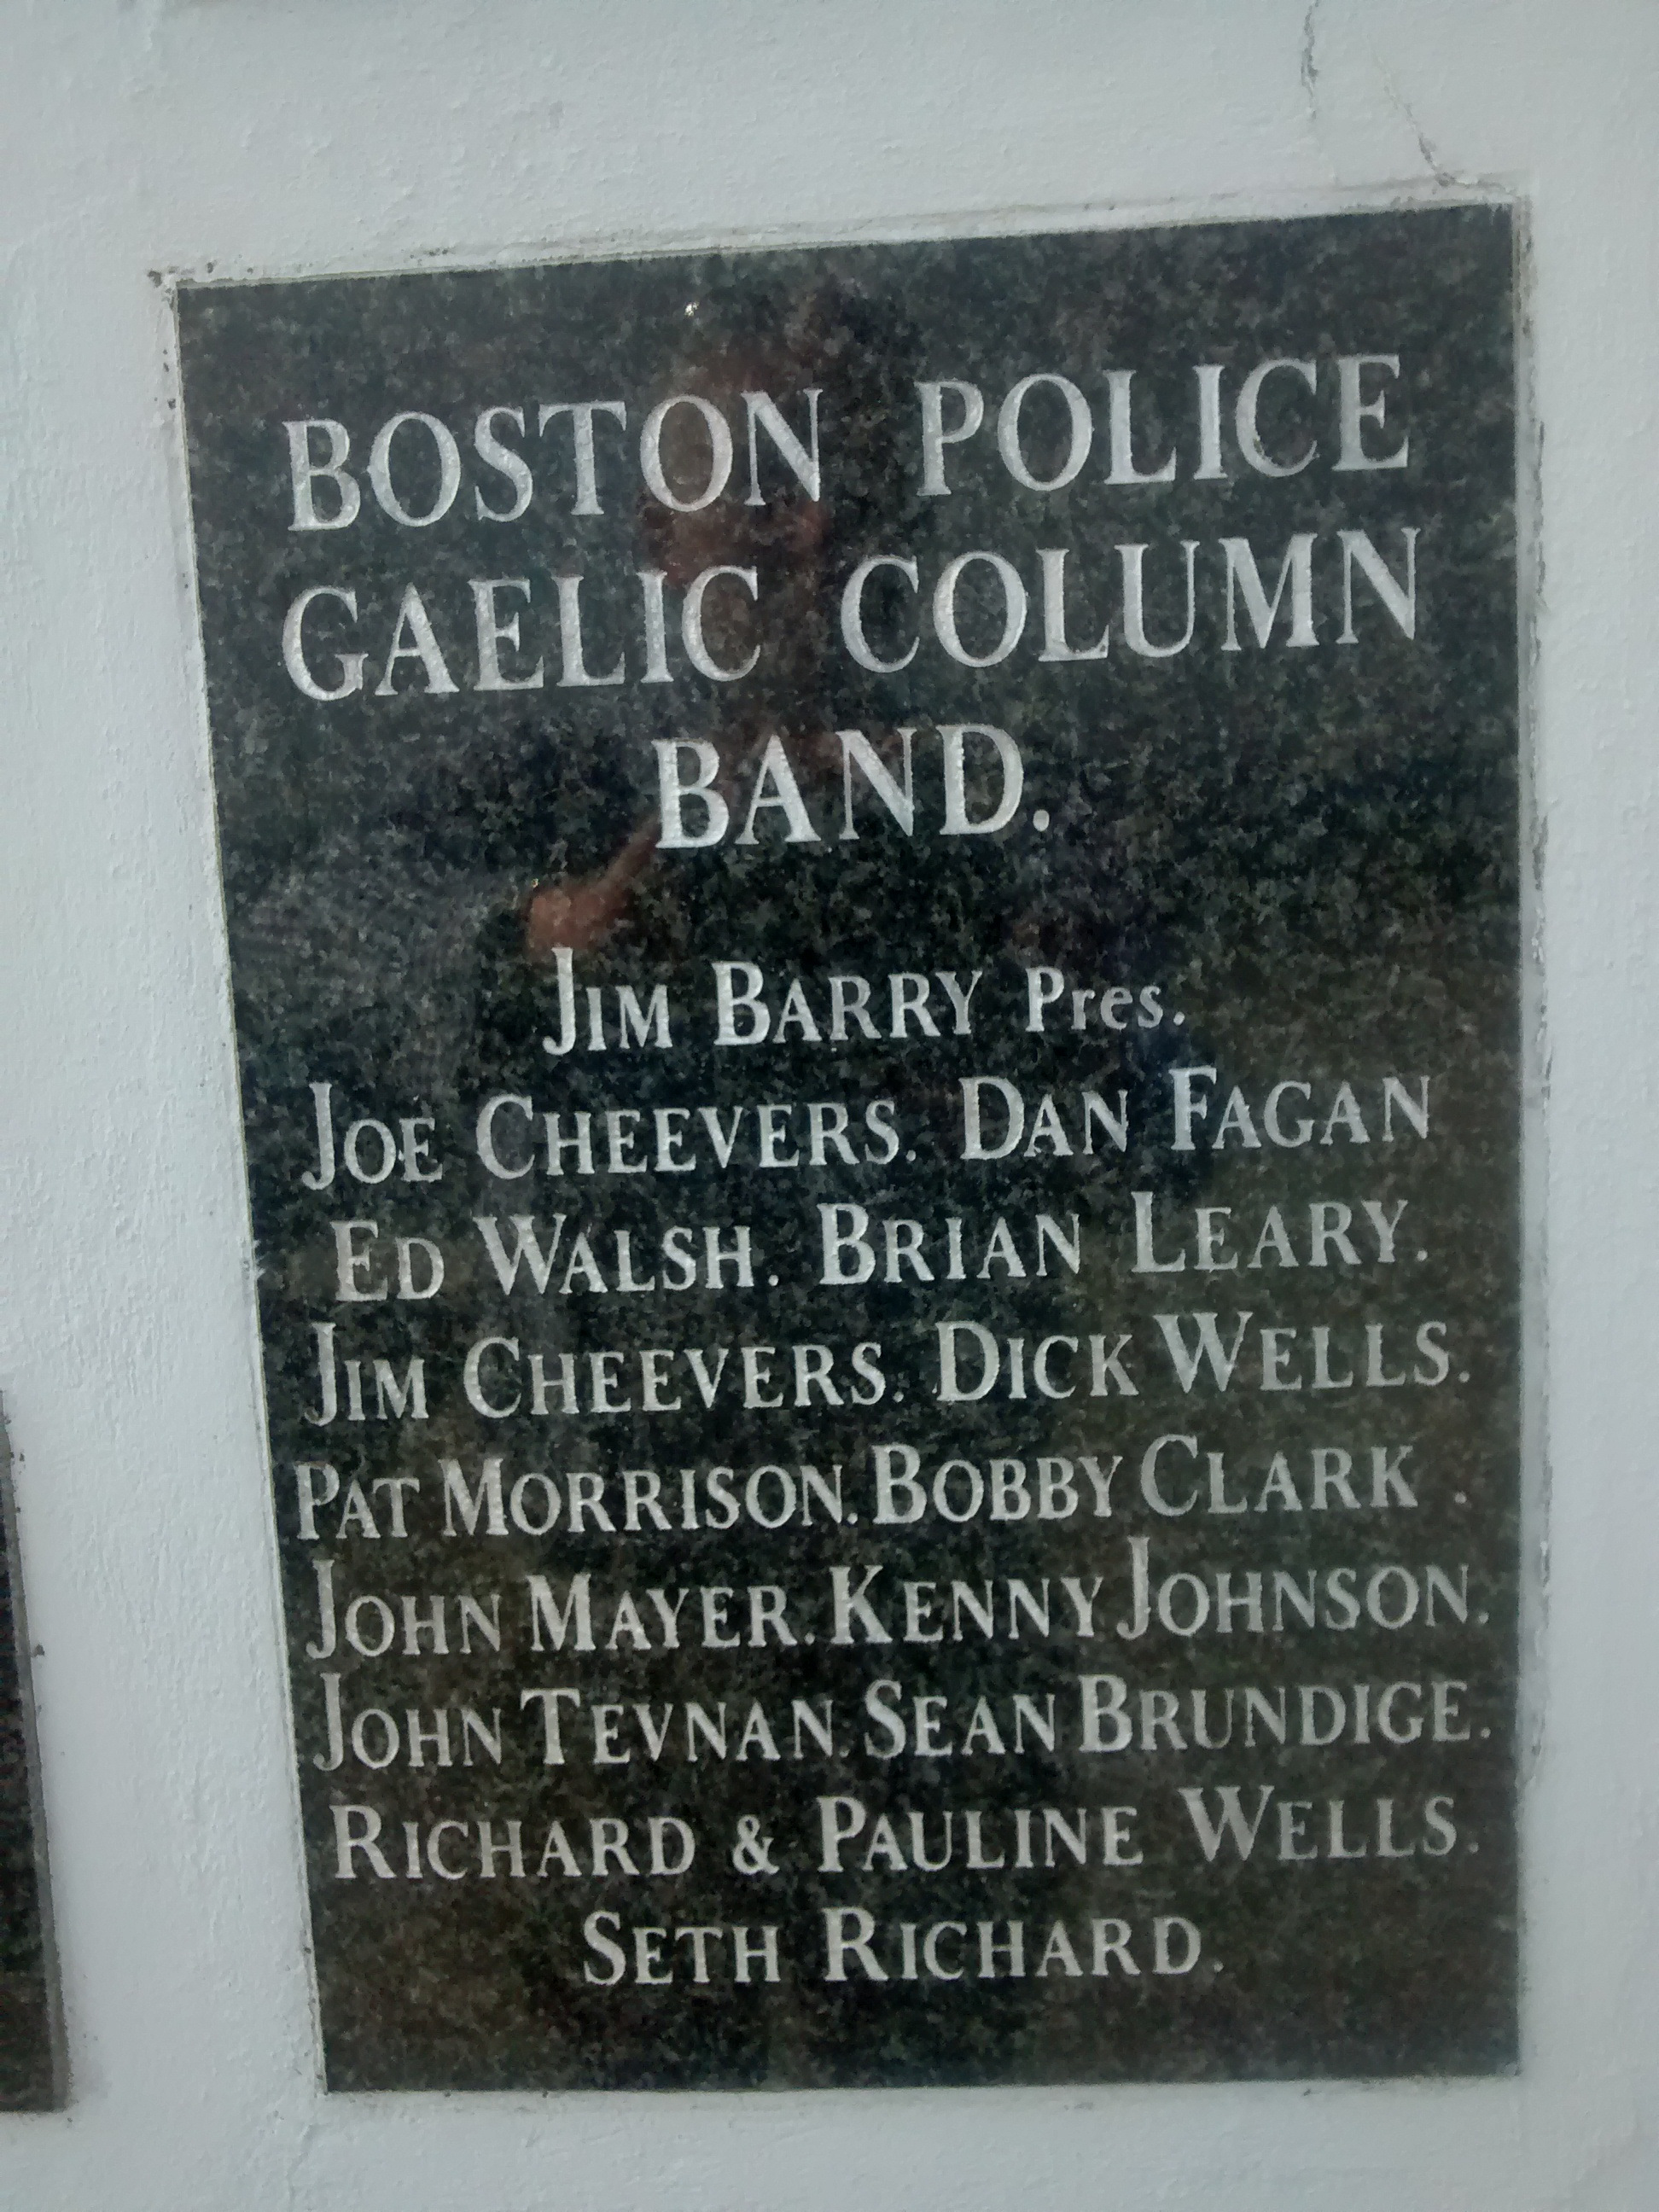 BOSTON POLICE
GAELIC COLUMN
BAND.
JIM BARRY Pres.
JOE CHEEVERS. DAN FAGAN
ED WALSH. BRIAN LEARY.
JIM CHEEVERS. DICK WELLS.
PAT MORRISON. BOBBY CLARK .
JOHN MAYER. KENNY JOHNSON.
JOHN TEVNAN. SEAN BRUNDIGE.
RICHARD & PAULINE WELLS.
SETH RICHARD.